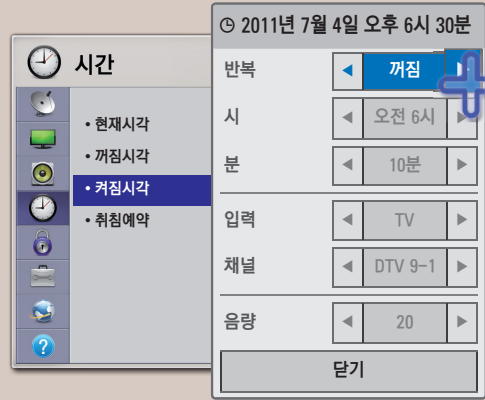 시간
• 현재시각
• 꺼짐시각
• 켜짐시각
• 취침예약
2011년 7월 4일 오후 6시 30분
반복 ◀ 꺼짐 ▶
시 ◀ 오전 6시 ▶
분 ◀ 10분 ▶
입력 ◀ TV ▶
채널 ◀ DTV 9-1 ▶
음량 ◀ 20 ▶
닫기